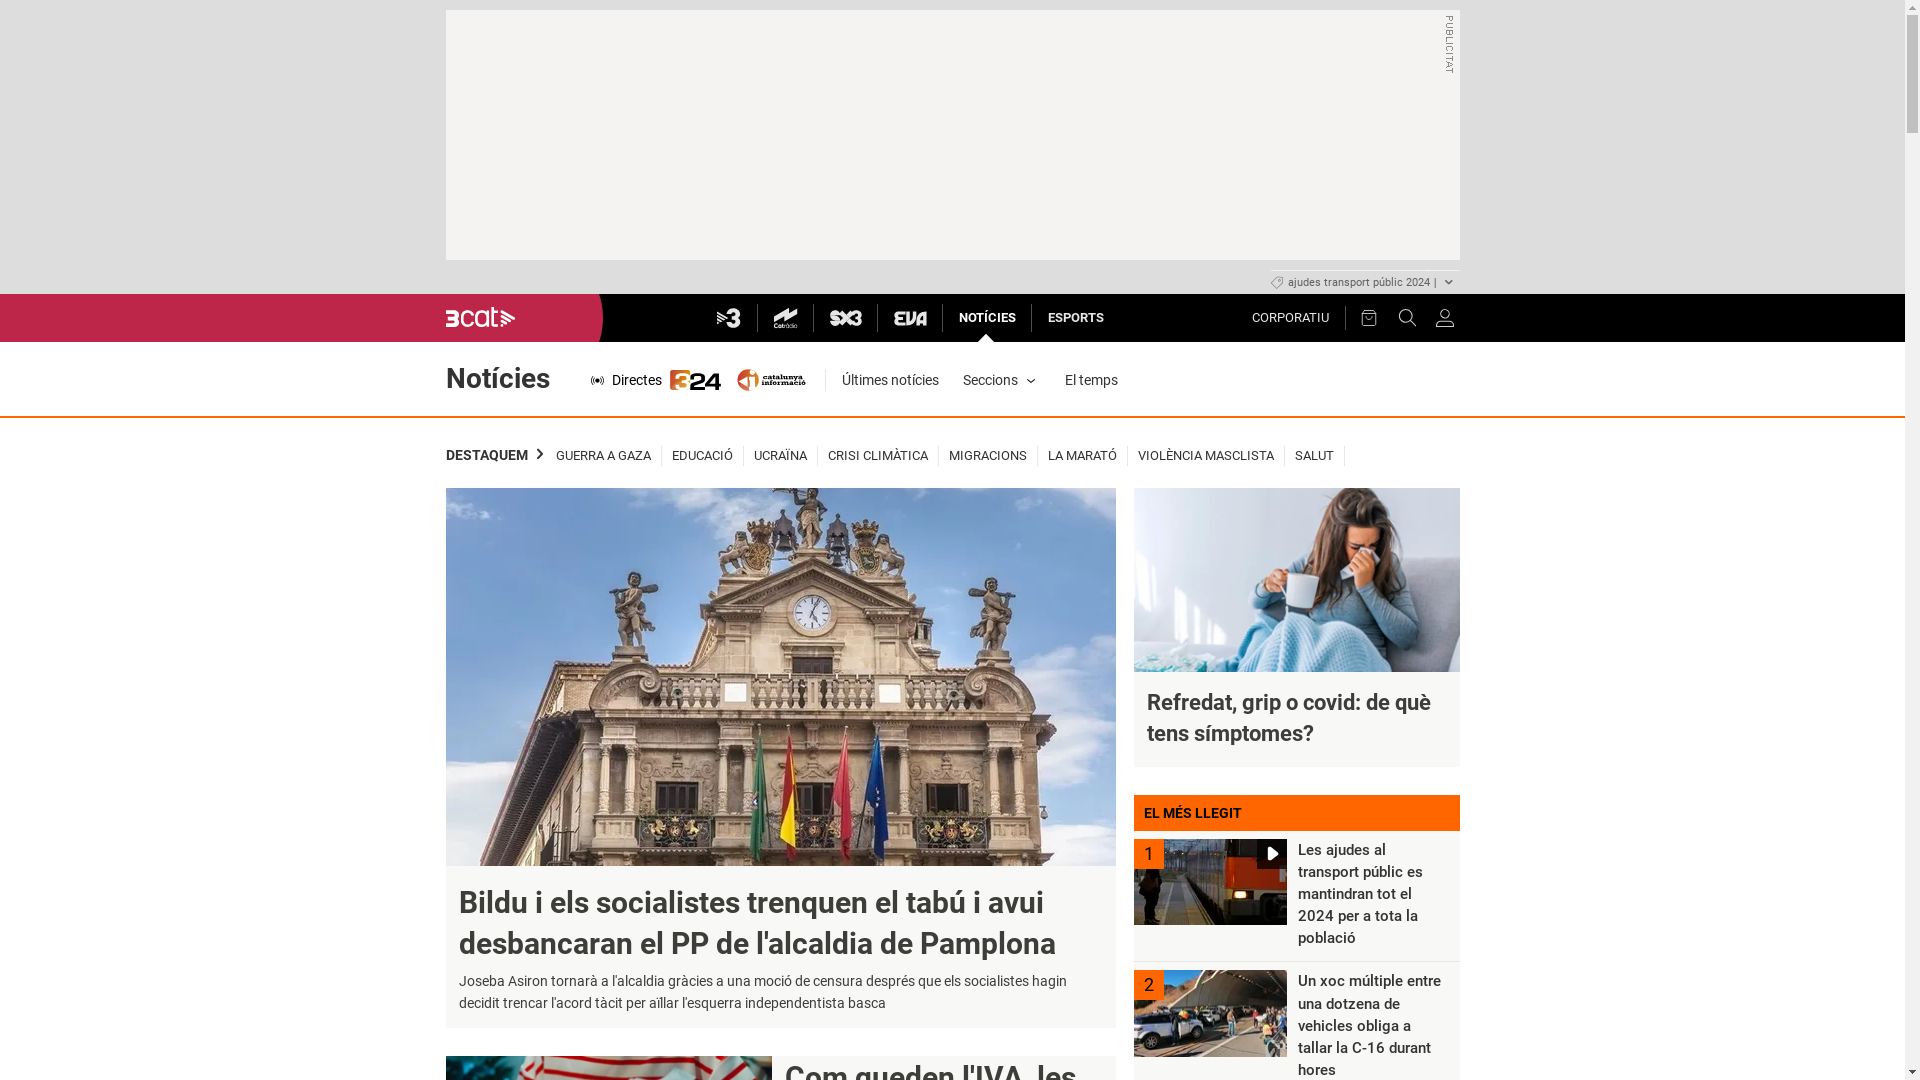 PUBLICITAT
ajudes transport públic 2024 |
3cat
3
Catràdio
SX3
EVA
NOTÍCIES
ESPORTS
CORPORATIU
Notícies
Directes
324
catalunya
informació
Últimes notícies
Seccions
El temps
DESTAQUEM
GUERRA A GAZA
EDUCACIÓ
UCRAÏNA
CRISI CLIMÀTICA
MIGRACIONS
LA MARATÓ
VIOLÈNCIA MASCLISTA
SALUT
Bildu i els socialistes trenquen el tabú i avui
desbancaran el PP de l'alcaldia de Pamplona
Joseba Asiron tornarà a l'alcaldia gràcies a una moció de censura després que els socialistes hagin
decidit trencar l'acord tàcit per aïllar l'esquerra independentista basca
Com queden l'IVA, les
Refredat, grip o covid: de què
tens símptomes?
EL MÉS LLEGIT
1
Les ajudes al
transport públic es
mantindran tot el
2024 per a tota la
població
2
Un xoc múltiple entre
una dotzena de
vehicles obliga a
tallar la C-16 durant
hores